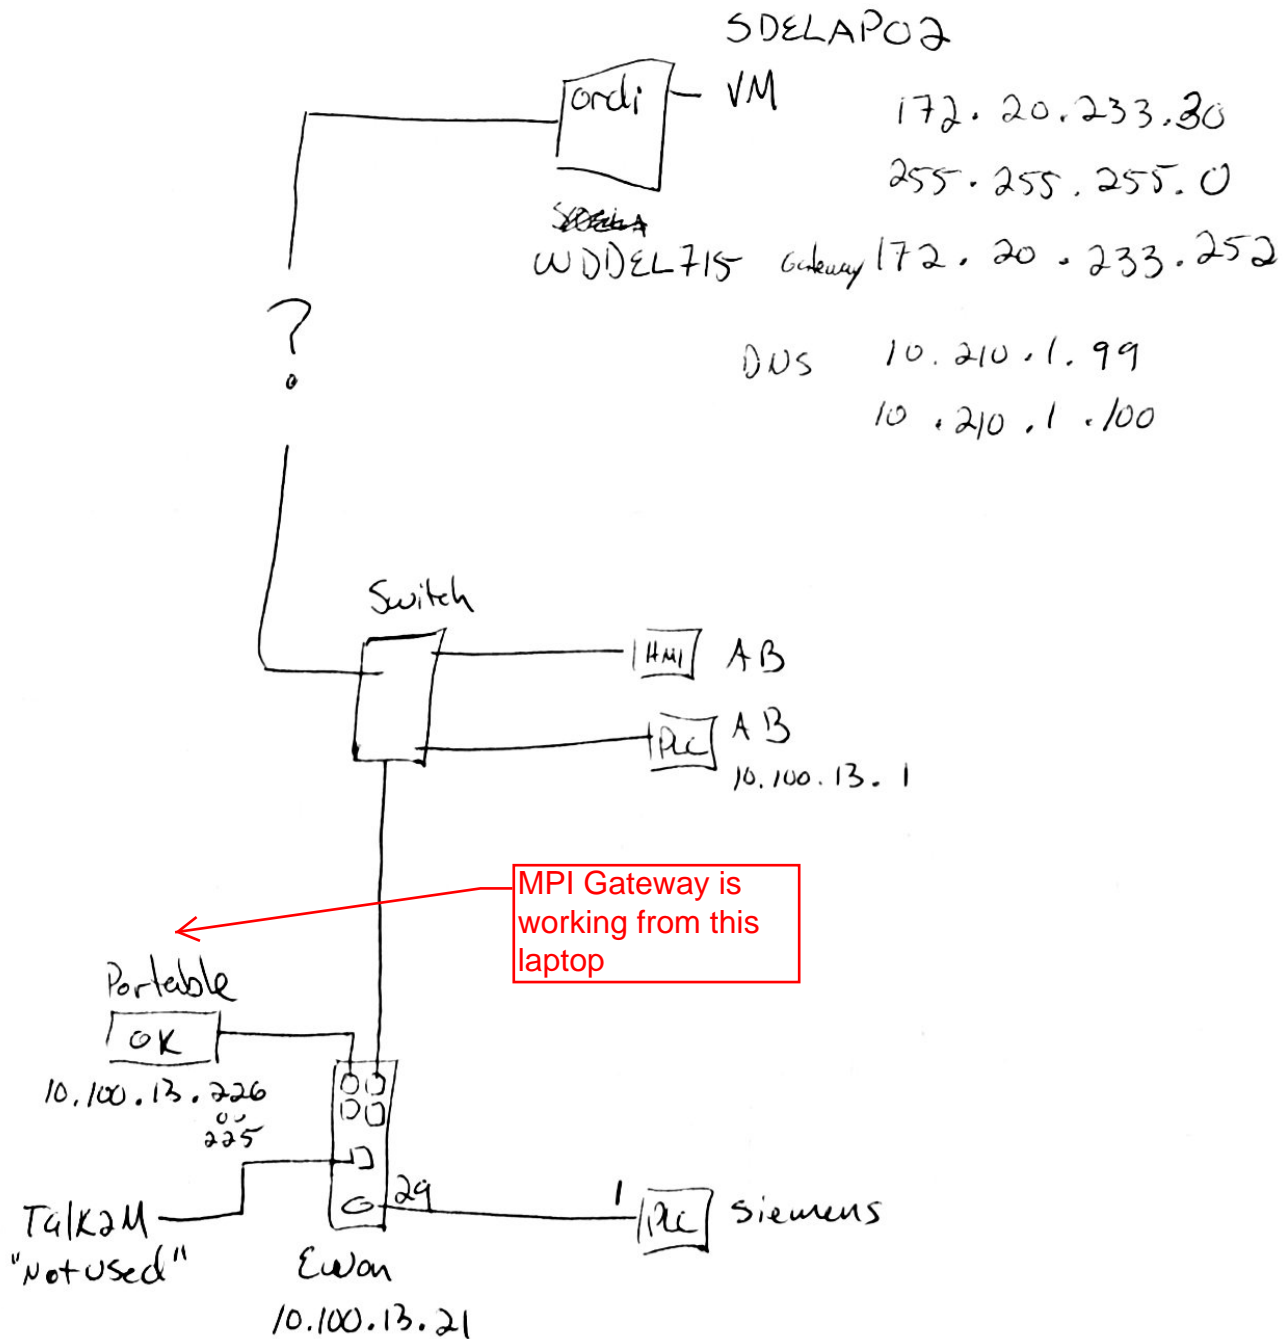 SDELAP02
ordi
VM
172.20.233.30
255.255.255.0
WDDEL715
Gateway 172.20.233.252
?
DNS 10.210.1.99
10.210.1.100
Switch
HMI AB
PLC AB
10.100.13.1
MPI Gateway is
working from this
laptop
Portable
OK
10.100.13.226
ou
225
29
1
Talk2M
"Not used"
PLC Siemens
Ewon
10.100.13.21